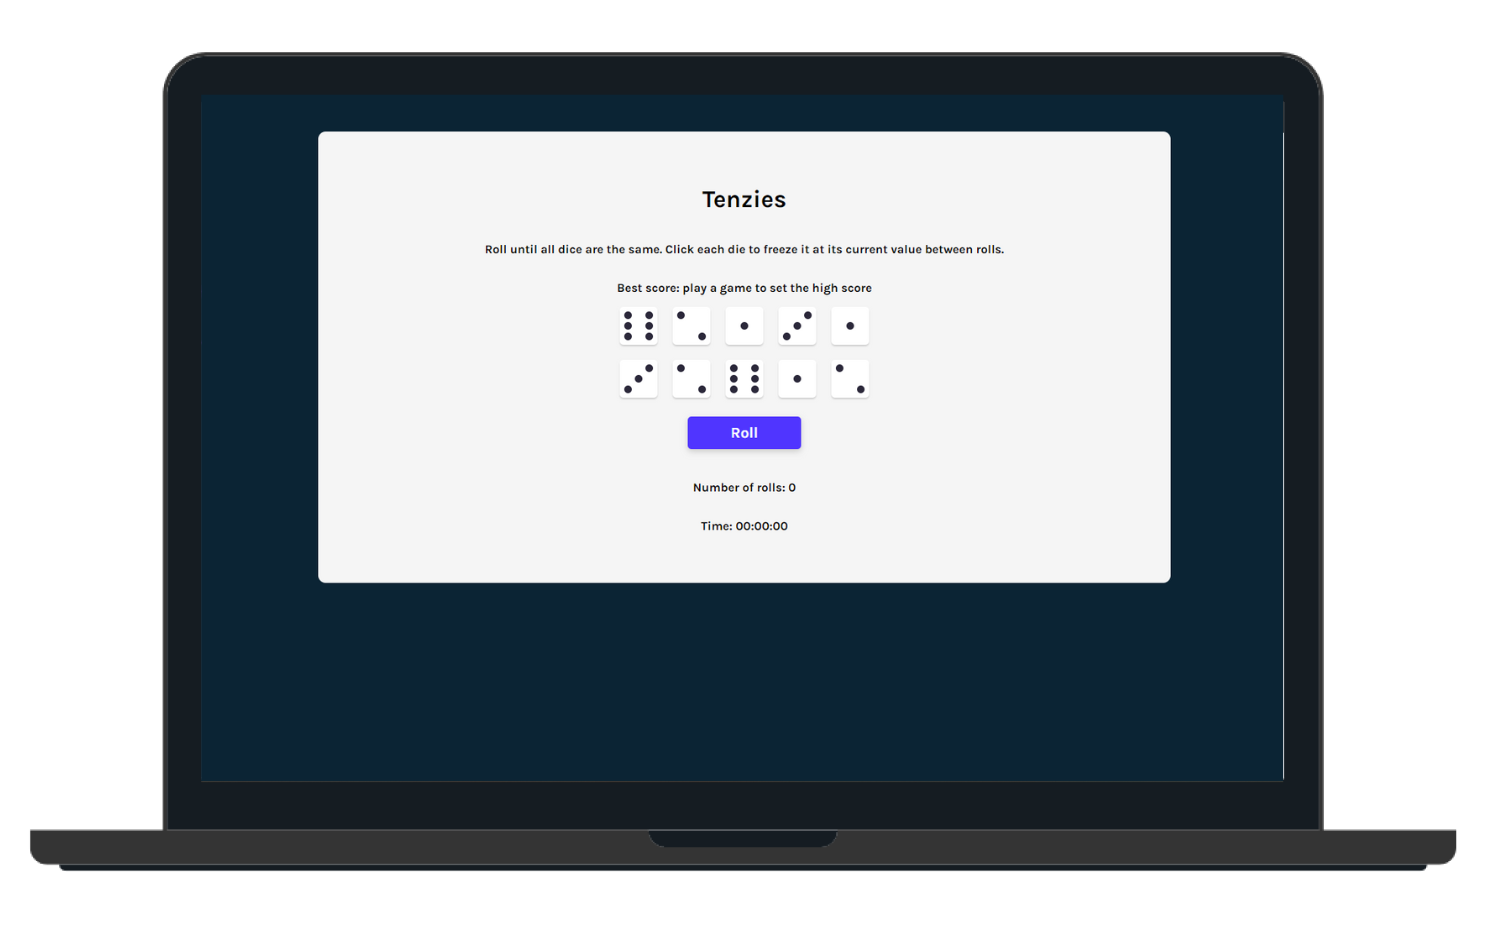 Tenzies
Roll until all dice are the same. Click each die to freeze it at its current value between rolls.
Best score: play a game to set the high score
Roll
Number of rolls: 0
Time: 00:00:00